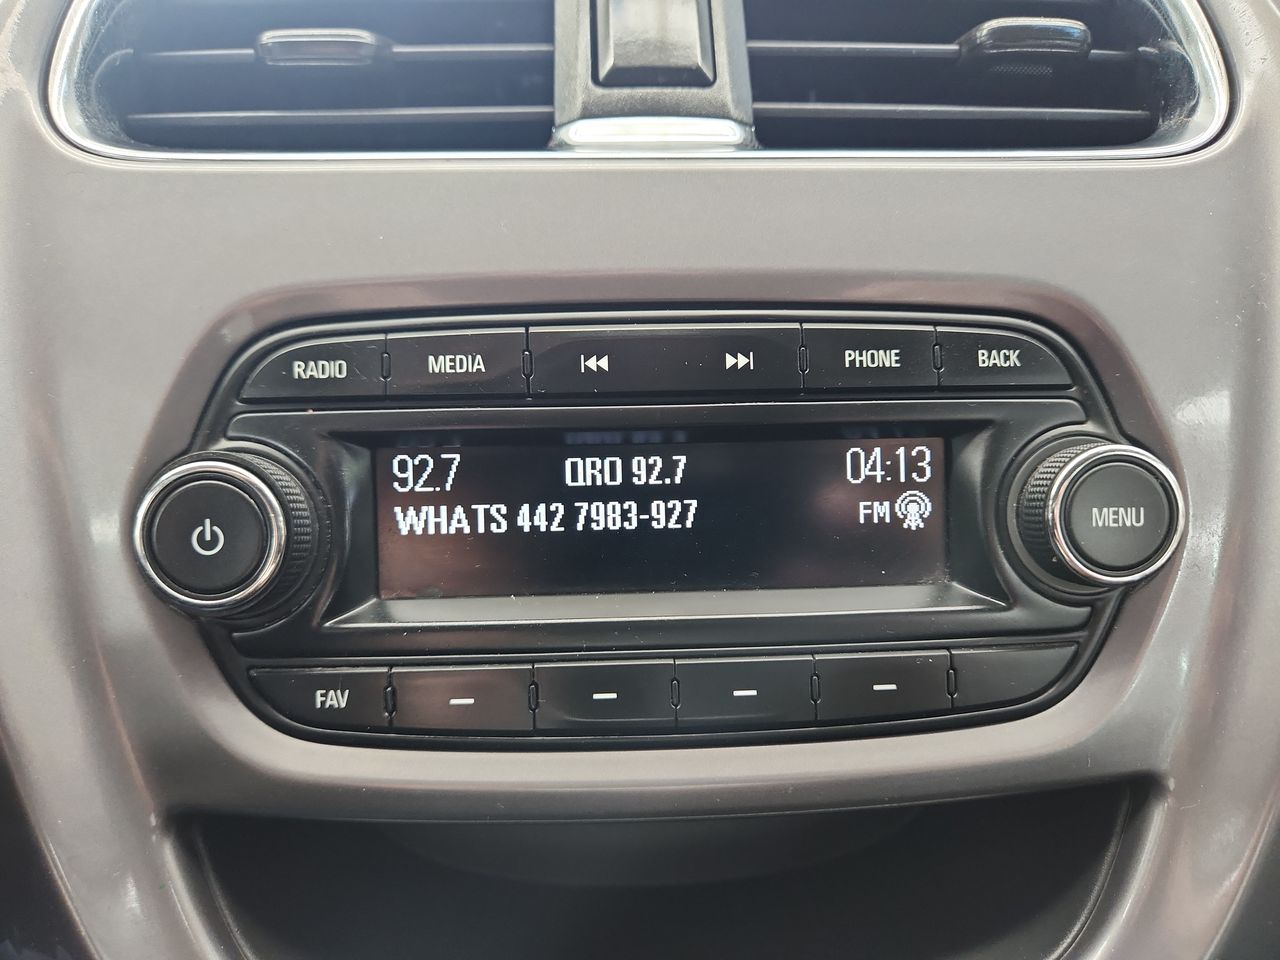 RADIO MEDIA PHONE BACK
92.7 QRO 92.7 04:13
WHATS 442 7983-927 FM
MENU
FAV